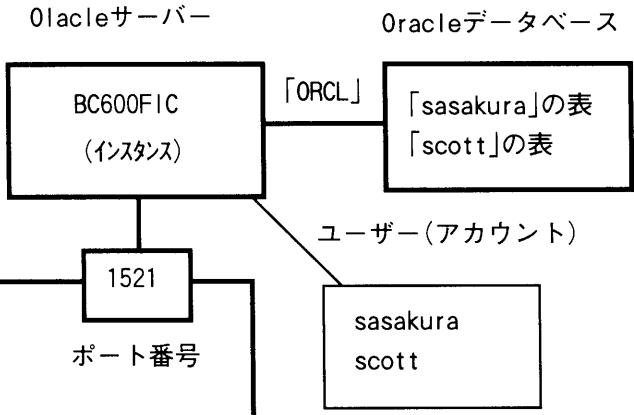 Olacleサーバー
Oracleデータベース
BC600FIC
(インスタンス)
「ORCL」
「sasakura」の表
「scott」の表
ユーザー(アカウント)
1521
sasakura
scott
ポート番号